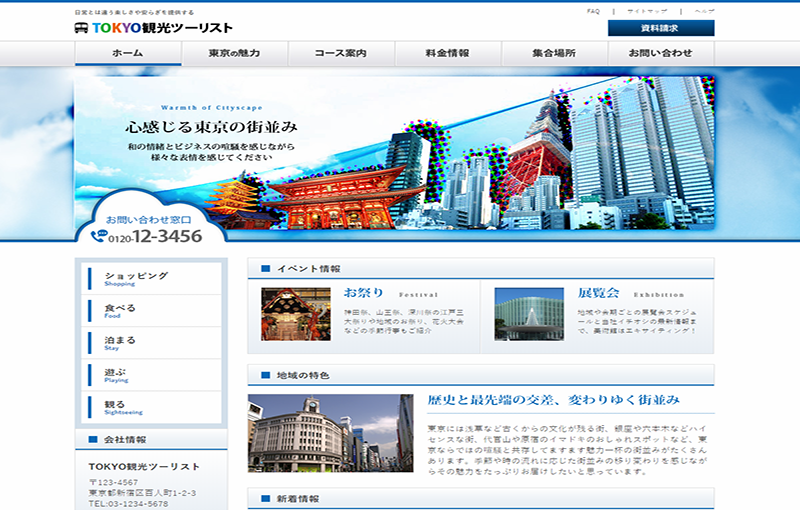 日常とは違う楽しさや安らぎを提供する
TOKYO観光ツーリスト
FAQ | サイトマップ | ヘルプ
資料請求
ホーム
東京の魅力
コース案内
料金情報
集合場所
お問い合わせ
Warmth of Cityscape
心感じる東京の街並み
和の情緒とビジネスの喧騒を感じながら
様々な表情を感じてください
お問い合わせ窓口
0120-12-3456
ショッピング
Shopping
食べる
Food
泊まる
Stay
遊ぶ
Playing
観る
Sightseeing
会社情報
TOKYO観光ツーリスト
〒123-4567
東京都新宿区百人町1-2-3
TEL:03-1234-5678
イベント情報
お祭り Festival
神田祭、山王祭、深川祭の江戸三
大祭りや地域のお祭り、花火大会
などの季節行事もご紹介
展覧会 Exhibition
地域や会期ごとの展覧会スケジュ
ールと当社イチオシの最新情報ま
で、美術館はエキサイティング！
地域の特色
歴史と最先端の交差、変わりゆく街並み
東京には浅草など古くからの文化が残る街、銀座や六本木などハイ
センスな街、代官山や原宿のイマドキのおしゃれスポットなど、東
京ならではの喧騒と共存してますます魅力一杯の街並みがたくさん
あります。季節や時の流れに応じた街並みの移り変わりを感じなが
らその魅力をたっぷりお届けしたいと思っています。
新着情報